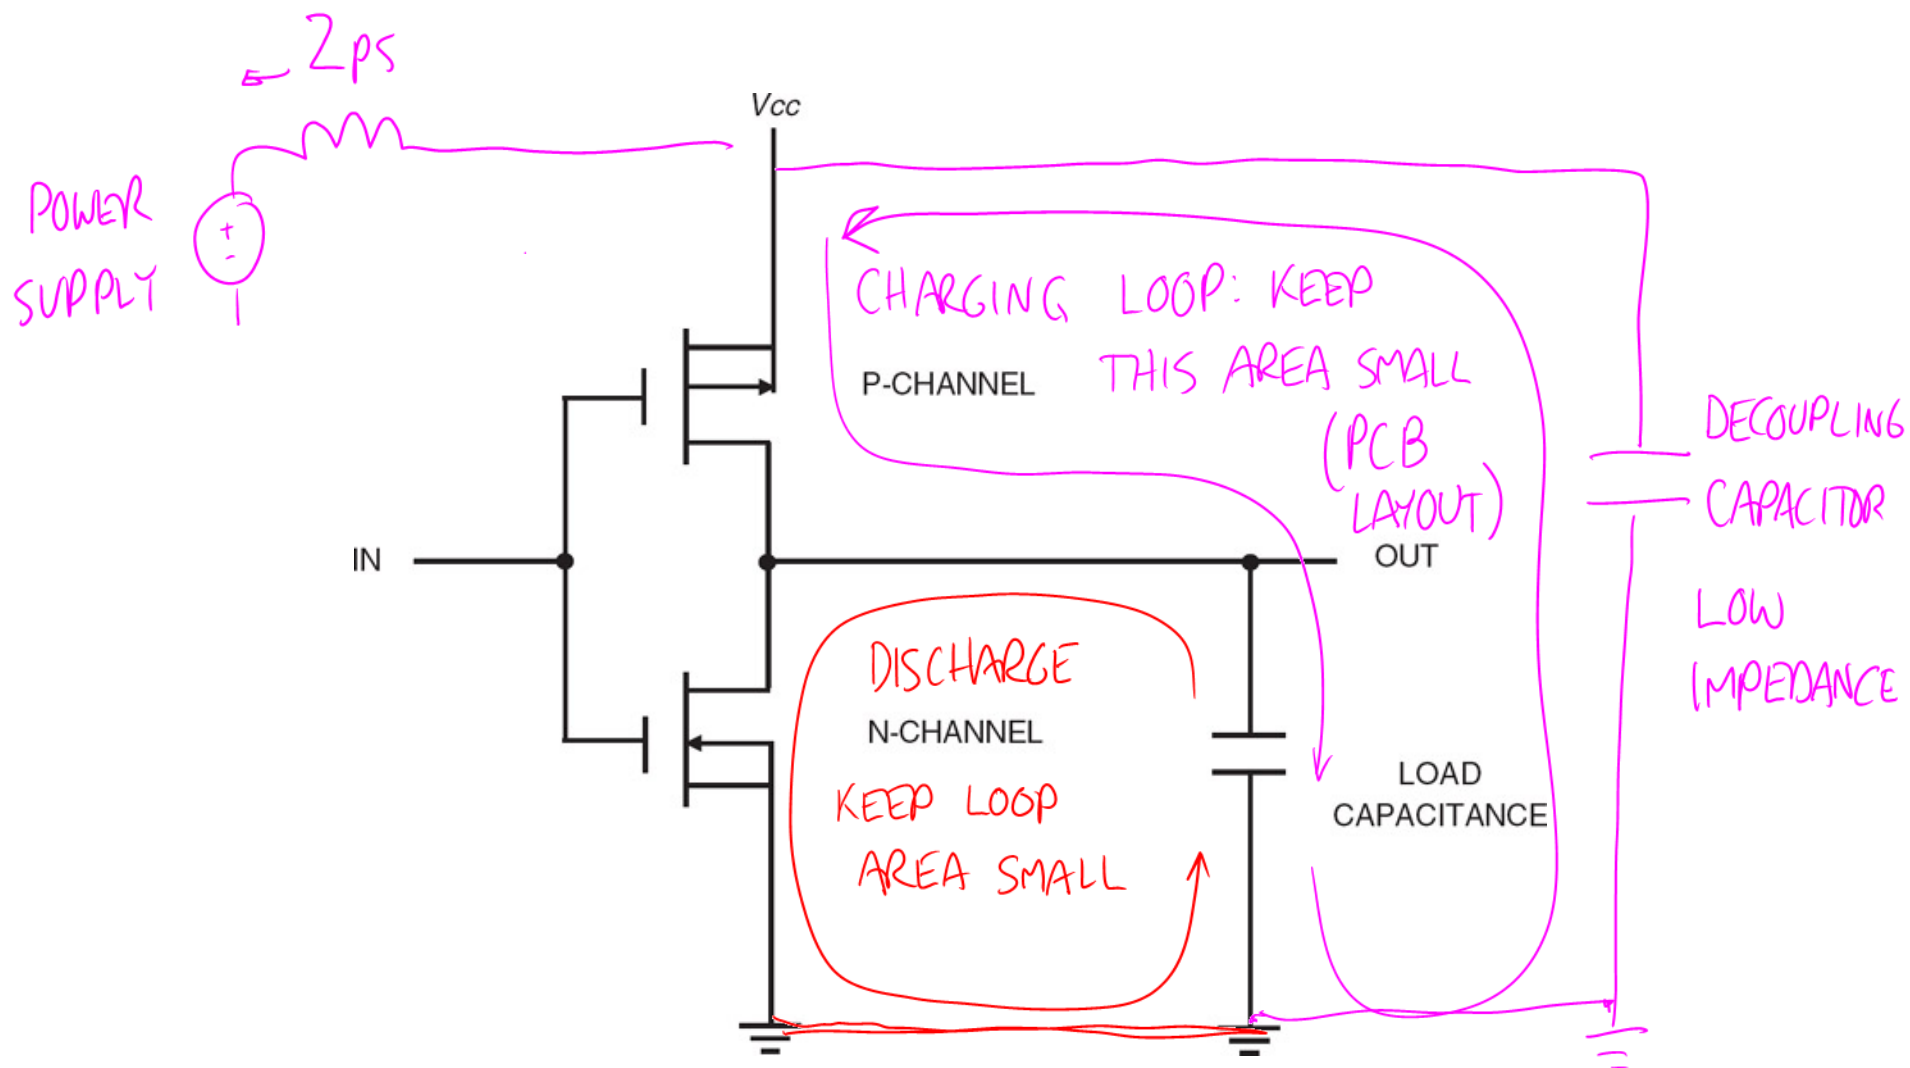 Zps
Vcc
POWER
SUPPLY
+
-
CHARGING LOOP: KEEP
THIS AREA SMALL
P-CHANNEL
(PCB
LAYOUT)
DECOUPLING
CAPACITOR
IN
OUT
LOW
IMPEDANCE
DISCHARGE
N-CHANNEL
KEEP LOOP
AREA SMALL
LOAD
CAPACITANCE